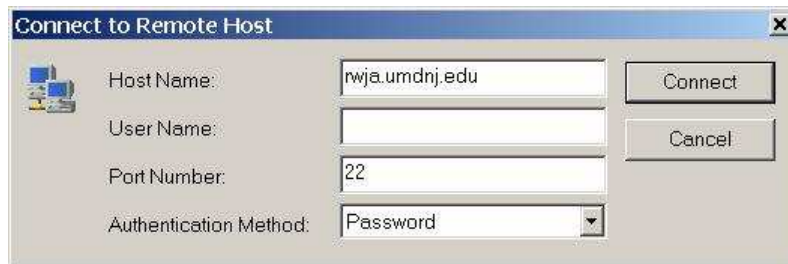 Connect to Remote Host
Host Name: rwja.umdnj.edu Connect
User Name: Cancel
Port Number: 22
Authentication Method: Password